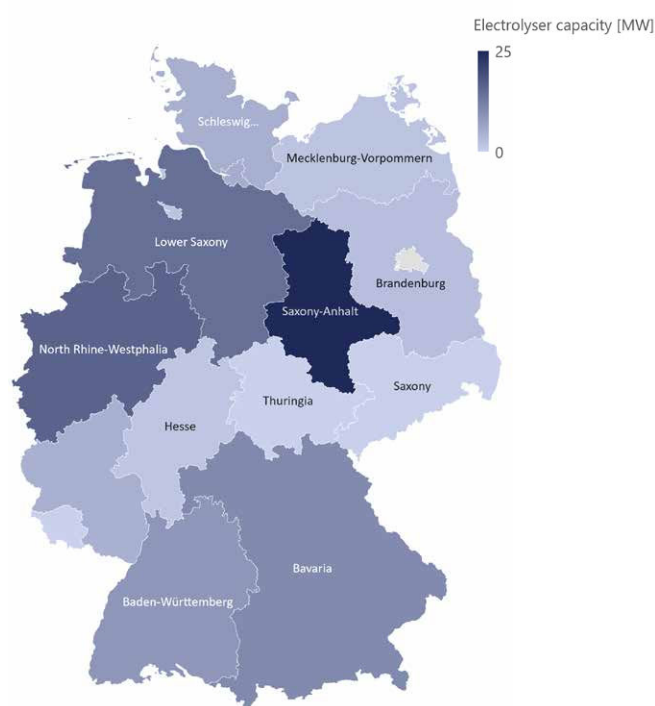 Electrolyser capacity [MW]
25
0
Schleswig...
Mecklenburg-Vorpommern
Lower Saxony
Brandenburg
Saxony-Anhalt
North Rhine-Westphalia
Saxony
Thuringia
Hesse
Bavaria
Baden-Württemberg